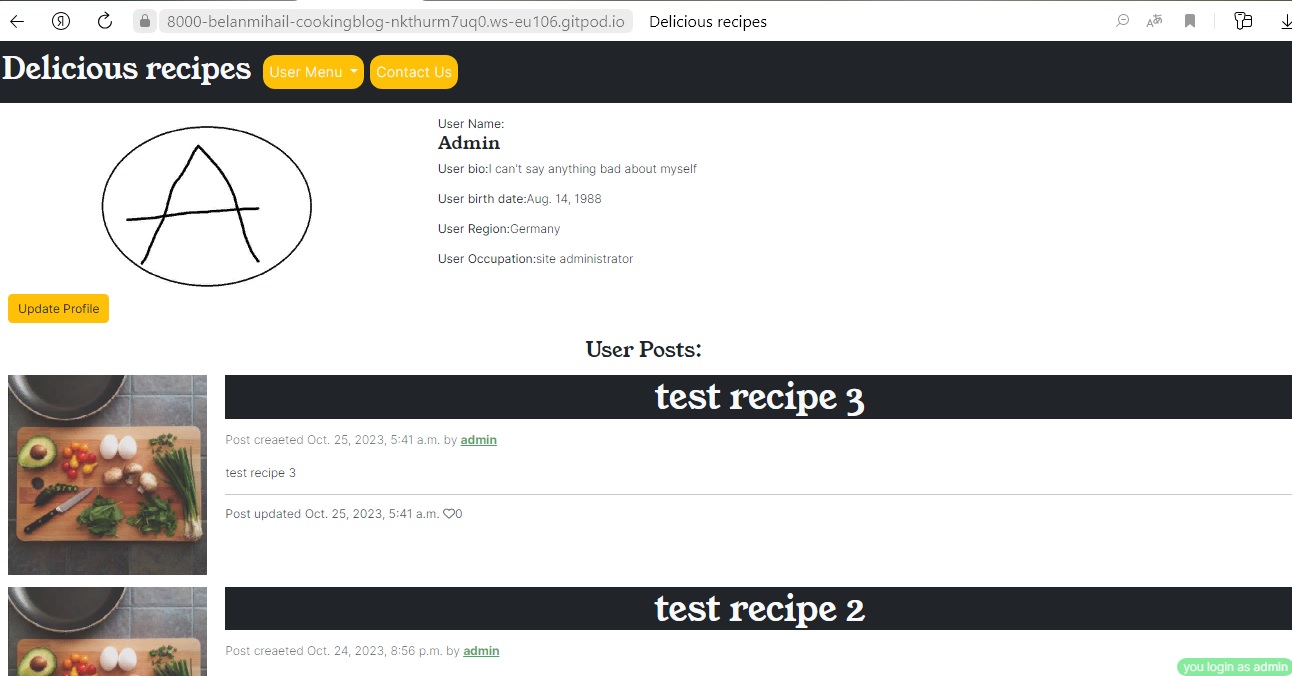 8000-belanmihail-cookingblog-nkthurm7uq0.ws-eu106.gitpod.io Delicious recipes
Delicious recipes User Menu Contact Us
A
User Name:
Admin
User bio:I can't say anything bad about myself
User birth date:Aug. 14, 1988
User Region:Germany
User Occupation:site administrator
Update Profile
User Posts:
test recipe 3
Post creaeted Oct. 25, 2023, 5:41 a.m. by admin
test recipe 3
Post updated Oct. 25, 2023, 5:41 a.m. ♡0
test recipe 2
Post creaeted Oct. 24, 2023, 8:56 p.m. by admin
you login as admin